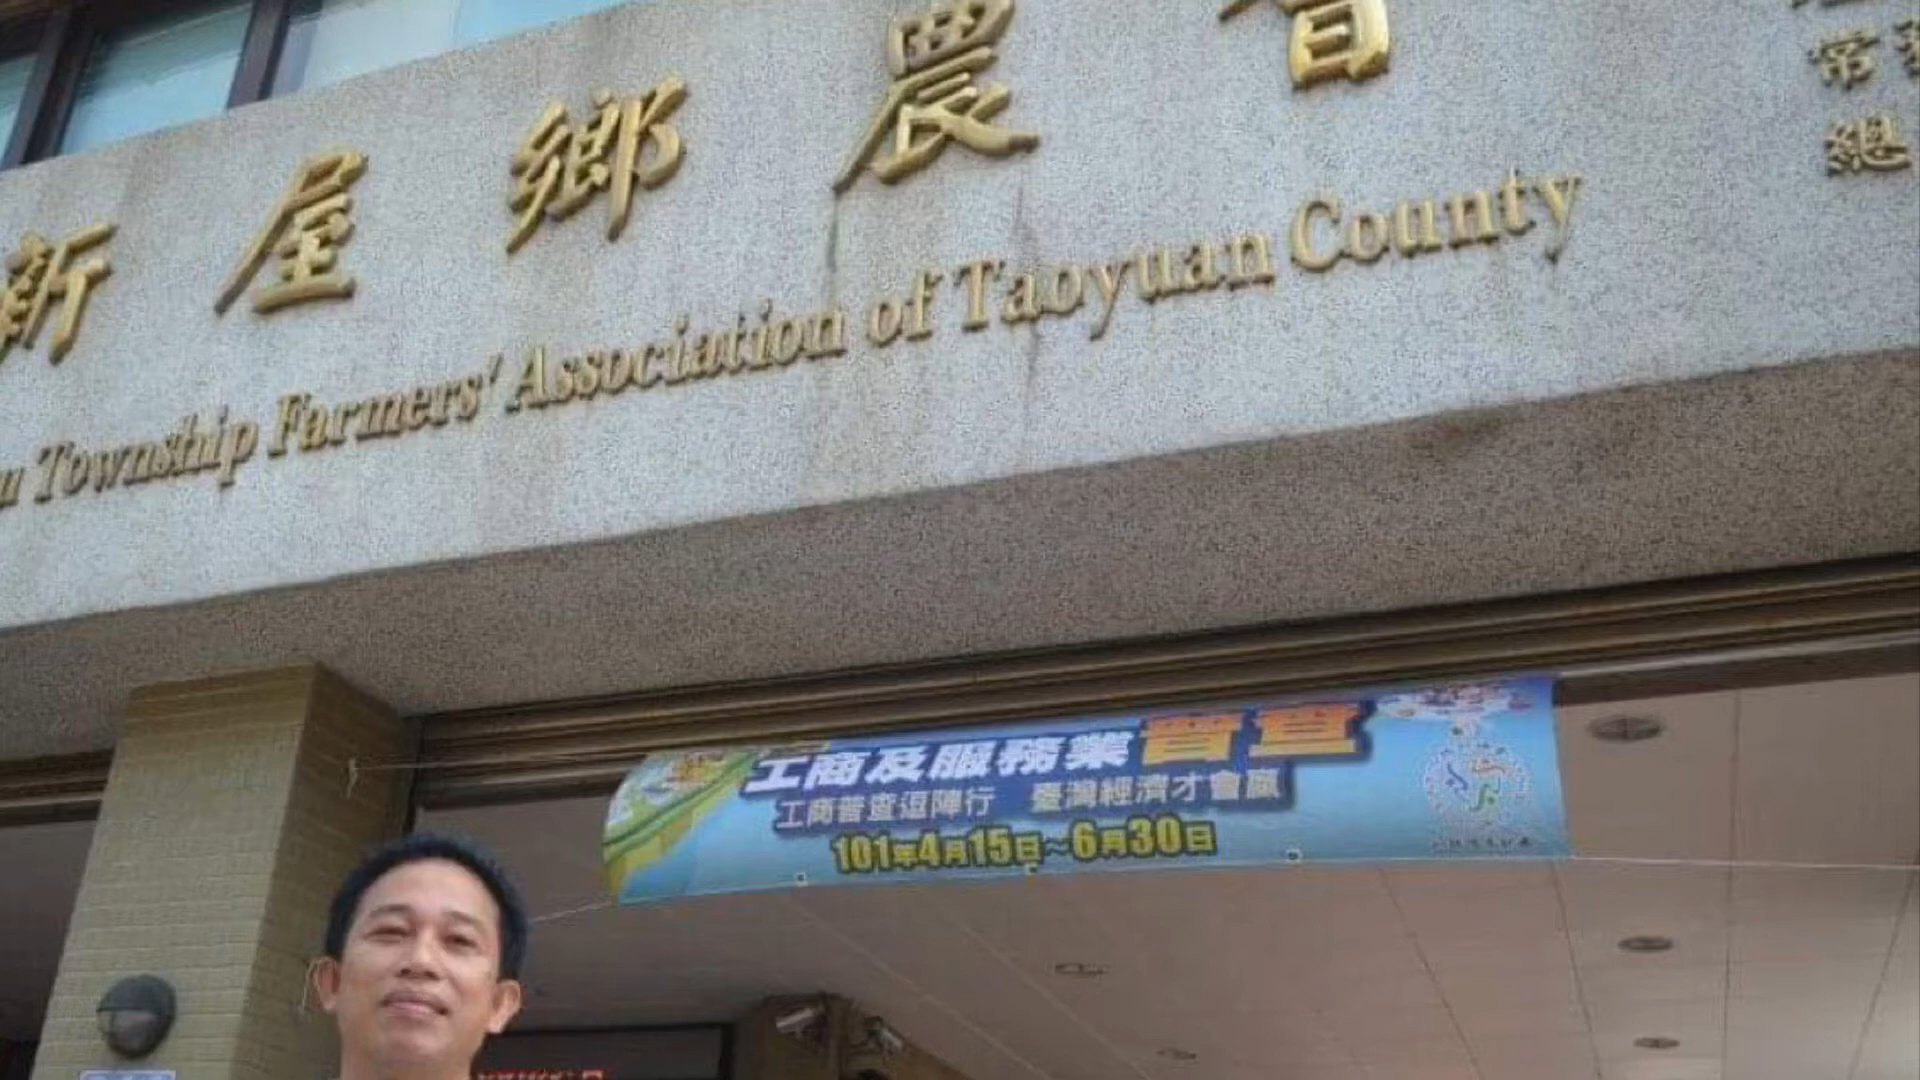 新屋鄉農會
Township Farmers' Association of Taoyuan County
常
總
工商及服務業普查
工商普查逗陣行 臺灣經濟才會贏
101年4月15日~6月30日